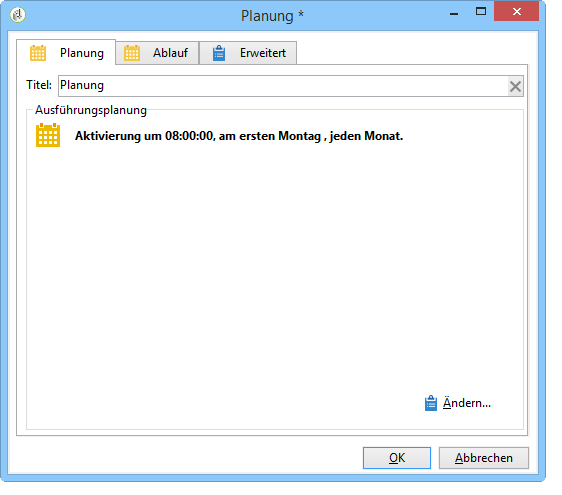 Planung *
Planung Ablauf Erweitert
Titel: Planung
Ausführungsplanung
Aktivierung um 08:00:00, am ersten Montag , jeden Monat.
Ändern...
OK Abbrechen